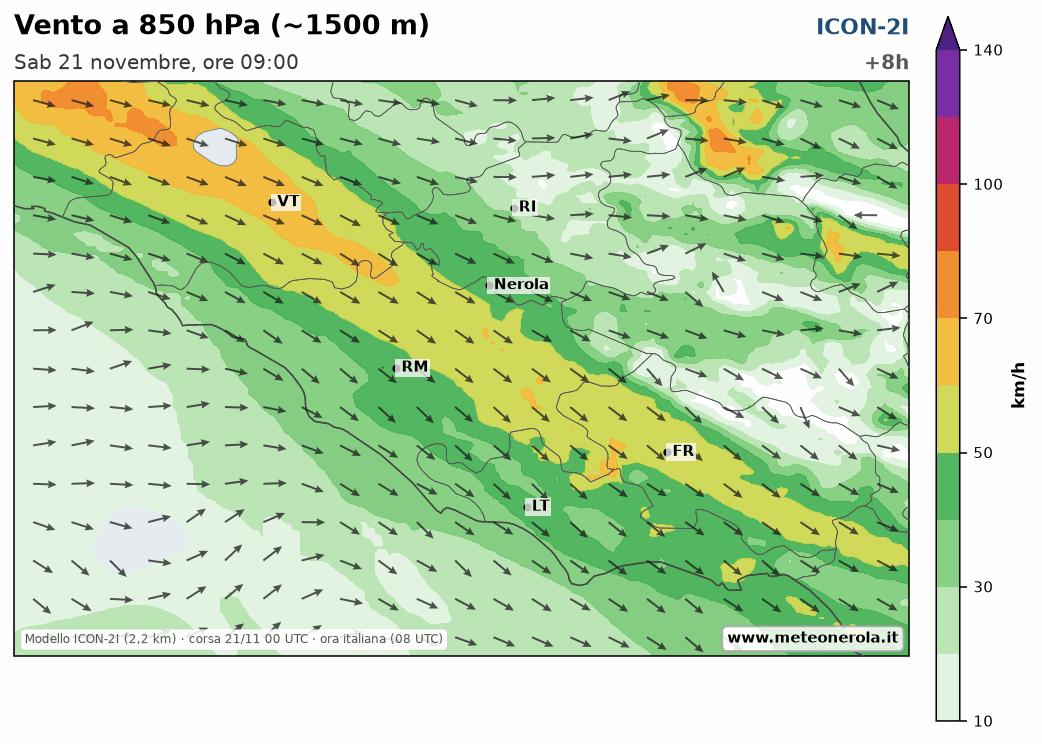 Vento a 850 hPa (~1500 m)
ICON-2I
Sab 21 novembre, ore 09:00
+8h
140
100
70
50
30
10
km/h
VT
RI
Nerola
RM
FR
LT
Modello ICON-2I (2,2 km) · corsa 21/11 00 UTC · ora italiana (08 UTC)
www.meteonerola.it